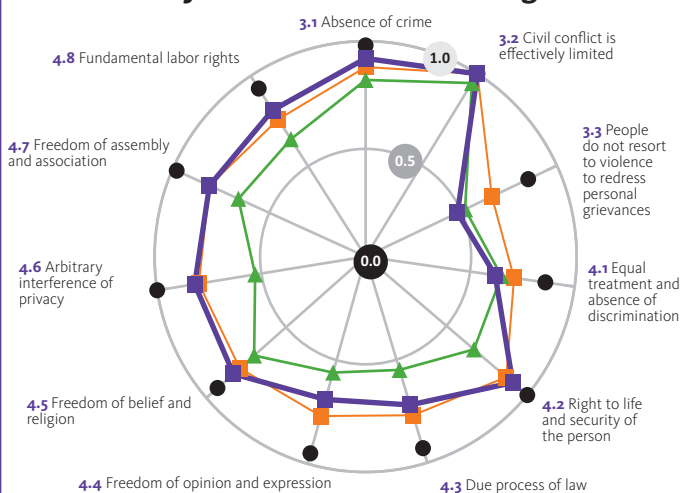 3.1 Absence of crime
3.2 Civil conflict is
effectively limited
1.0
4.8 Fundamental labor rights
3.3 People
do not resort
to violence
to redress
personal
grievances
4.7 Freedom of assembly
and association
0.5
0.0
4.6 Arbitrary
interference of
privacy
4.1 Equal
treatment and
absence of
discrimination
4.5 Freedom of belief and
religion
4.2 Right to life
and security of
the person
4.4 Freedom of opinion and expression
4.3 Due process of law